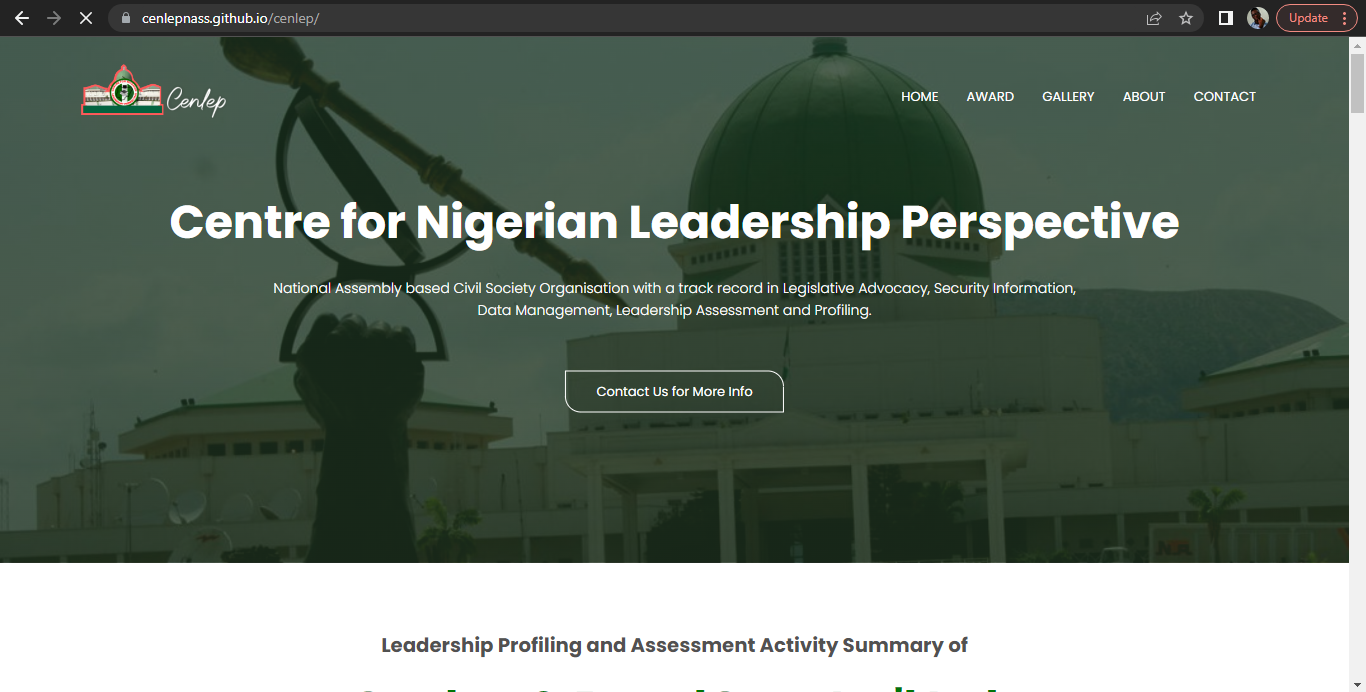 cenlepnass.github.io/cenlep/
Update
Cenlep
HOME
AWARD
GALLERY
ABOUT
CONTACT
Centre for Nigerian Leadership Perspective
National Assembly based Civil Society Organisation with a track record in Legislative Advocacy, Security Information,
Data Management, Leadership Assessment and Profiling.
Contact Us for More Info
Leadership Profiling and Assessment Activity Summary of